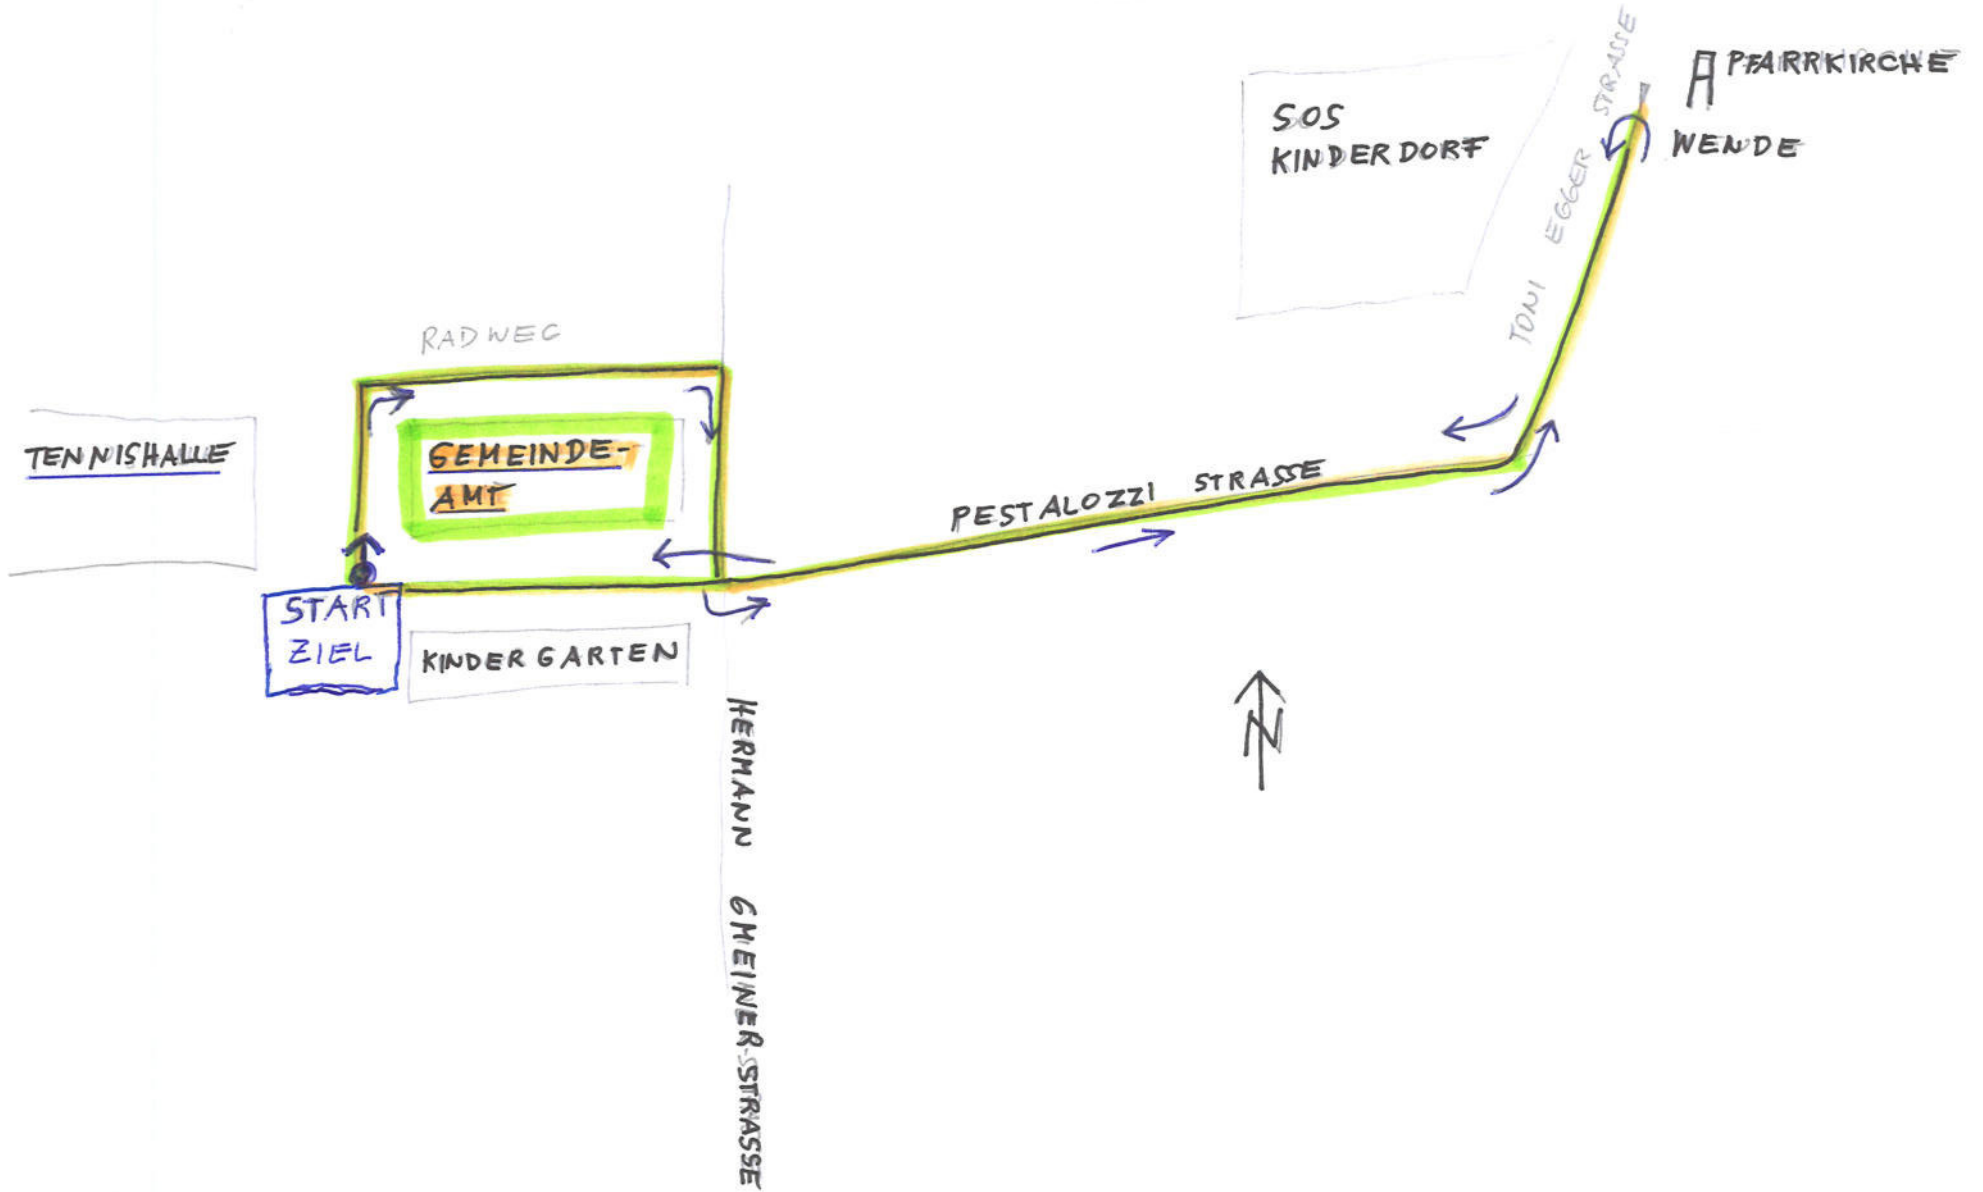 TONI EGGER STRASSE
PFARRKIRCHE
WENDE
SOS
KINDERDORF
RADWEG
TENNISHALLE
GEMEINDE-
AMT
PESTALOZZI STRASSE
START
ZIEL
KINDERGARTEN
HERMANN GMEINER-STRASSE
N